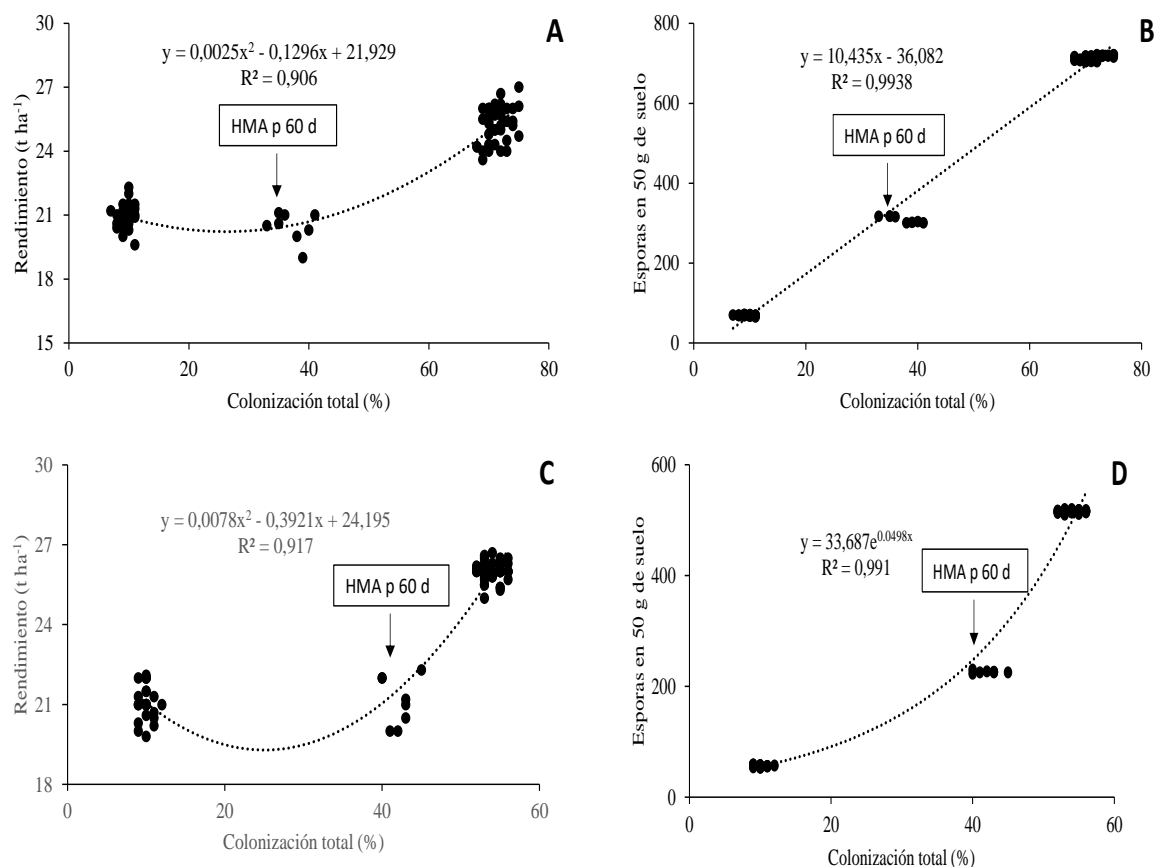 A
y = 0,0025x² - 0,1296x + 21,929
R² = 0,906
HMA p 60 d
Rendimiento (t ha⁻¹)
30
27
24
21
18
15
0 20 40 60 80
Colonización total (%)
B
y = 10,435x - 36,082
R² = 0,9938
HMA p 60 d
Esporas en 50 g de suelo
800
600
400
200
0
0 20 40 60 80
Colonización total (%)
C
y = 0,0078x² - 0,3921x + 24,195
R² = 0,917
HMA p 60 d
Rendimiento (t ha⁻¹)
30
27
24
21
18
0 20 40 60
Colonización total (%)
D
y = 33,687e^0.0498x
R² = 0,991
HMA p 60 d
Esporas en 50 g de suelo
600
400
200
0
0 20 40 60
Colonización total (%)